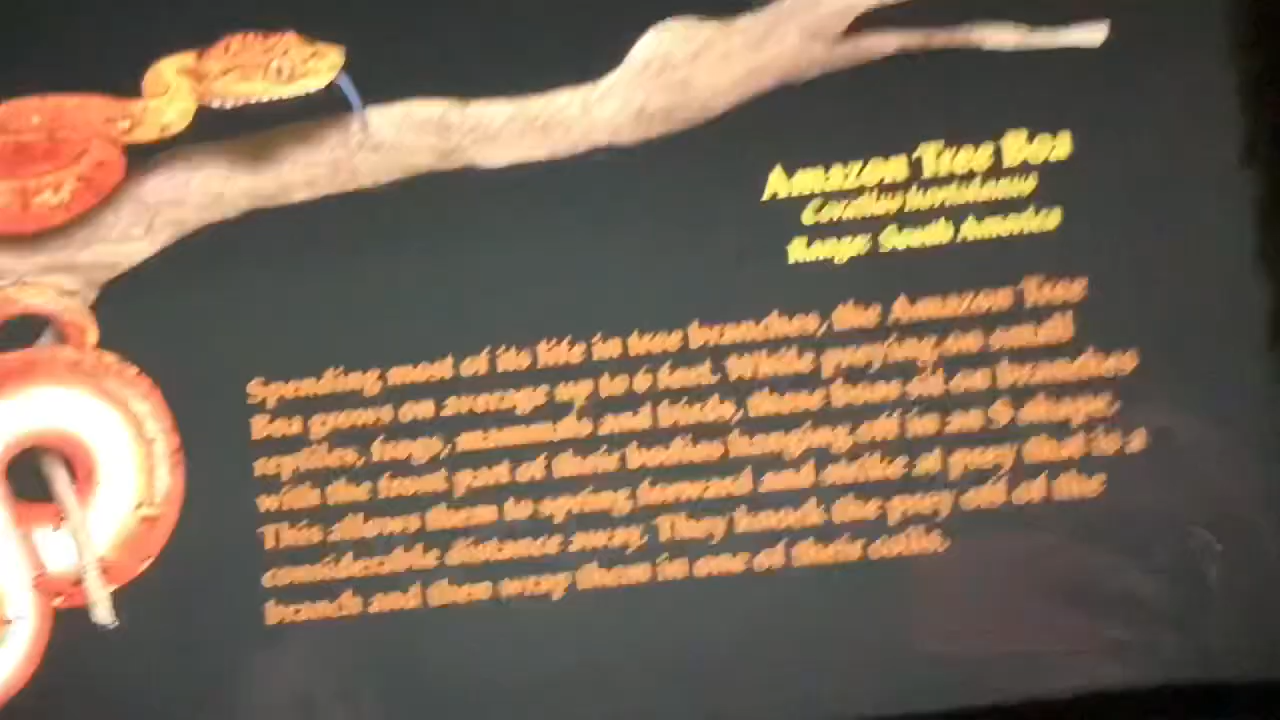 Amazon Tree Boa
Corallus hortulanus
Range: South America
Spending most of its life in tree branches, the Amazon Tree
Boa grows on average up to 6 feet. While preying on small
reptiles, frogs, mammals and birds, these boas sit on branches
with the front part of their bodies hanging off in an S shape.
This allows them to spring forward and strike at prey that is a
considerable distance away. They knock the prey off of the
branch and then wrap them in one of their coils.